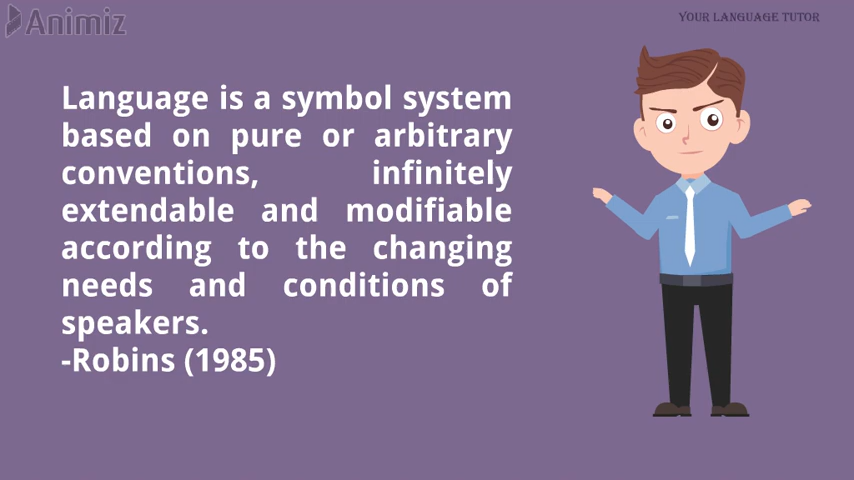 Animiz
YOUR LANGUAGE TUTOR
Language is a symbol system
based on pure or arbitrary
conventions, infinitely
extendable and modifiable
according to the changing
needs and conditions of
speakers.
-Robins (1985)